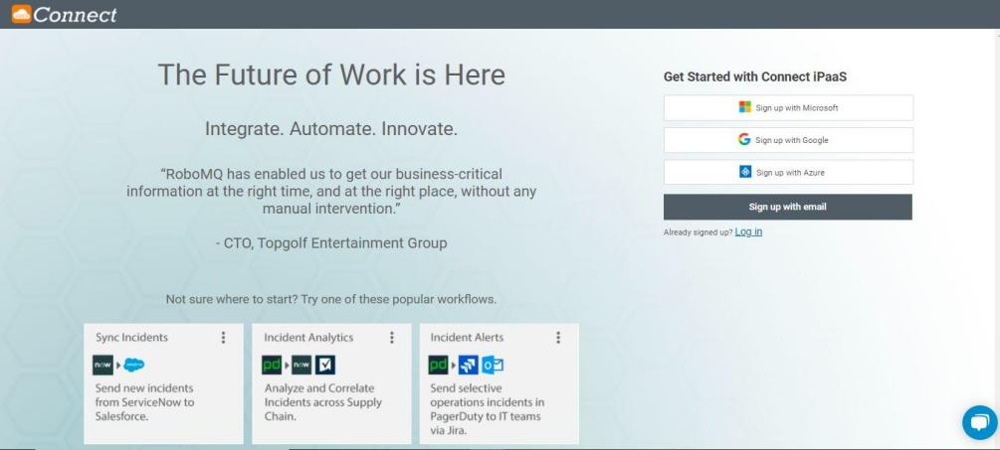 Connect
The Future of Work is Here
Integrate. Automate. Innovate.
“RoboMQ has enabled us to get our business-critical
information at the right time, and at the right place, without any
manual intervention.”
- CTO, Topgolf Entertainment Group
Not sure where to start? Try one of these popular workflows.
Sync Incidents
now
Send new incidents
from ServiceNow to
Salesforce.
Incident Analytics
pd
now
Analyze and Correlate
Incidents across Supply
Chain.
Incident Alerts
pd
Send selective
operations incidents in
PagerDuty to IT teams
via Jira.
Get Started with Connect iPaaS
Sign up with Microsoft
Sign up with Google
Sign up with Azure
Sign up with email
Already signed up? Log in